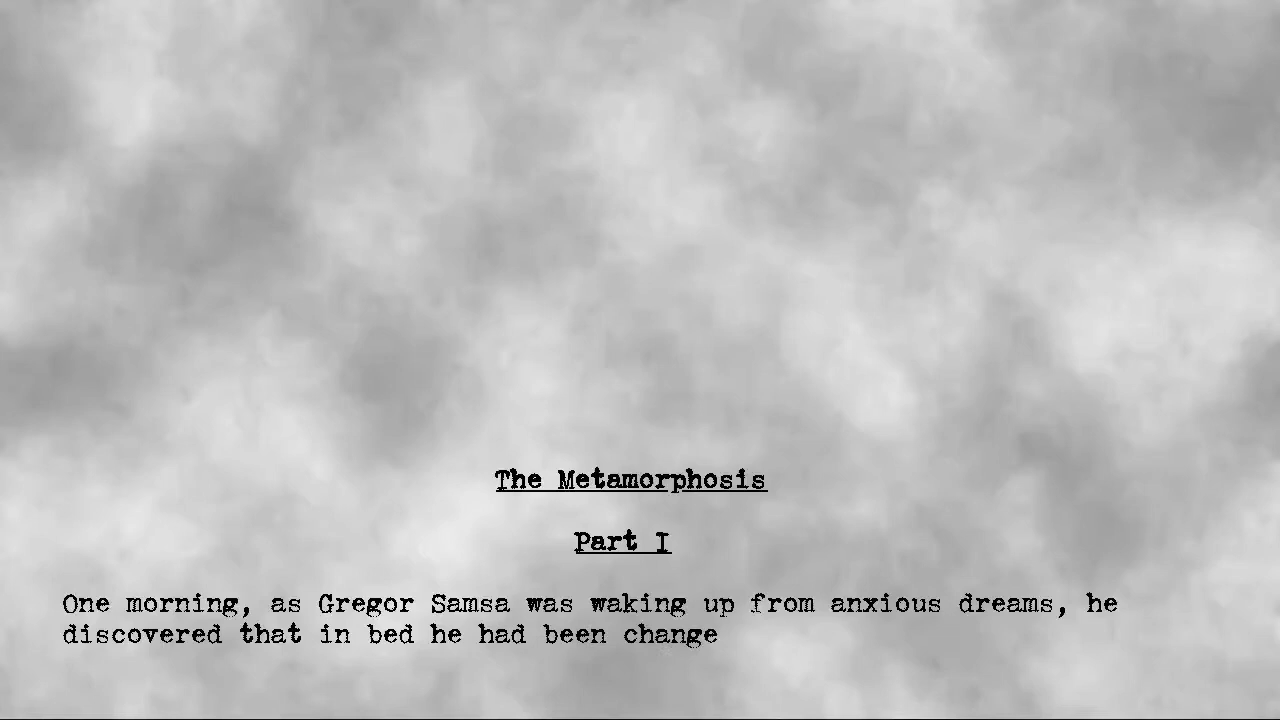 The Metamorphosis
Part I
One morning, as Gregor Samsa was waking up from anxious dreams, he
discovered that in bed he had been change